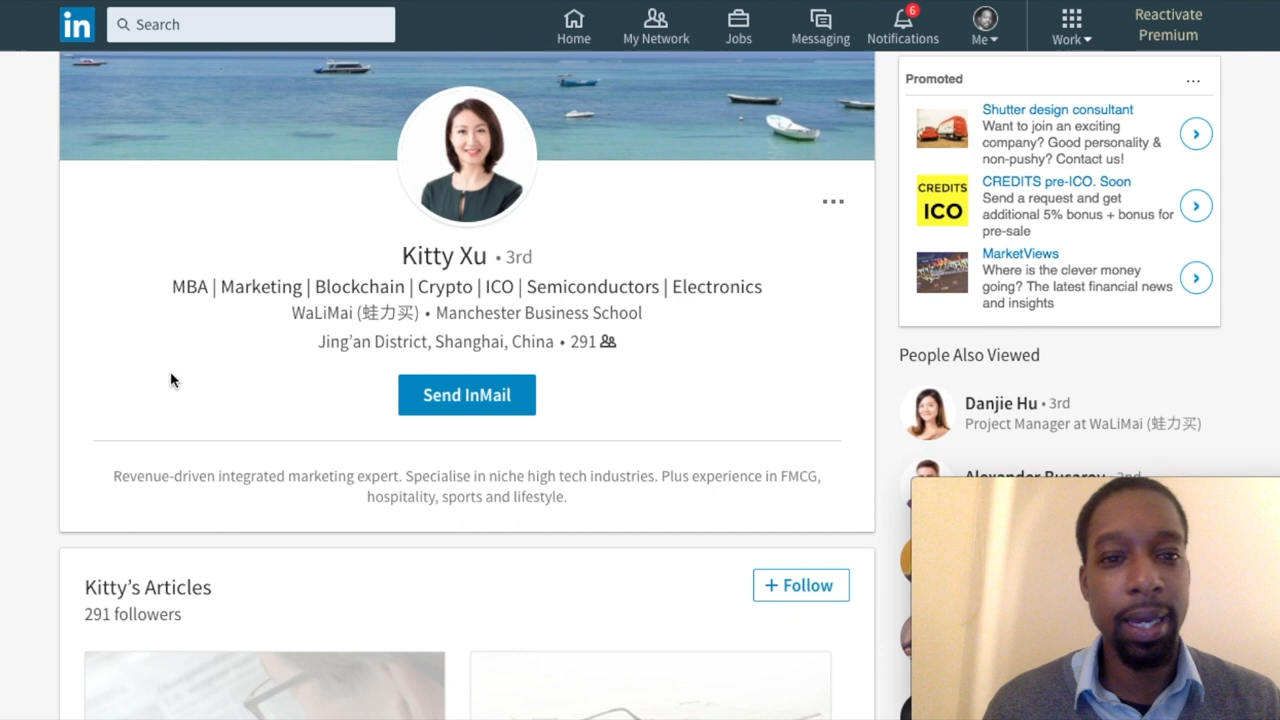 in
Search
Home
My Network
Jobs
Messaging
6
Notifications
Me
Work
Reactivate
Premium
Kitty Xu • 3rd
MBA | Marketing | Blockchain | Crypto | ICO | Semiconductors | Electronics
WaLiMai (蛙力买) • Manchester Business School
Jing'an District, Shanghai, China • 291
Send InMail
Revenue-driven integrated marketing expert. Specialise in niche high tech industries. Plus experience in FMCG,
hospitality, sports and lifestyle.
Kitty's Articles
291 followers
+ Follow
Promoted
Shutter design consultant
Want to join an exciting
company? Good personality &
non-pushy? Contact us!
CREDITS
ICO
CREDITS pre-ICO. Soon
Send a request and get
additional 5% bonus + bonus for
pre-sale
MarketViews
Where is the clever money
going? The latest financial news
and insights
People Also Viewed
Danjie Hu • 3rd
Project Manager at WaLiMai (蛙力买)